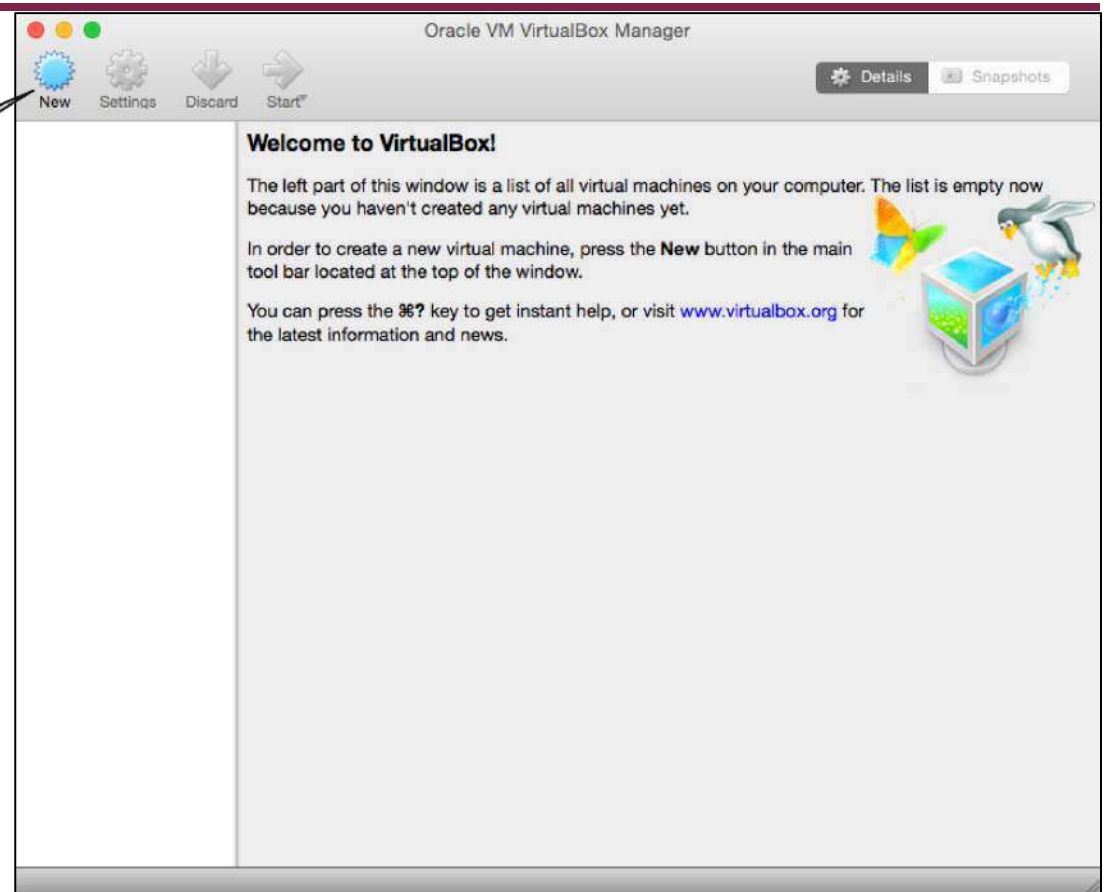 Oracle VM VirtualBox Manager
New Settings Discard Start
Details Snapshots
Welcome to VirtualBox!
The left part of this window is a list of all virtual machines on your computer. The list is empty now
because you haven't created any virtual machines yet.
In order to create a new virtual machine, press the New button in the main
tool bar located at the top of the window.
You can press the ⌘? key to get instant help, or visit www.virtualbox.org for
the latest information and news.